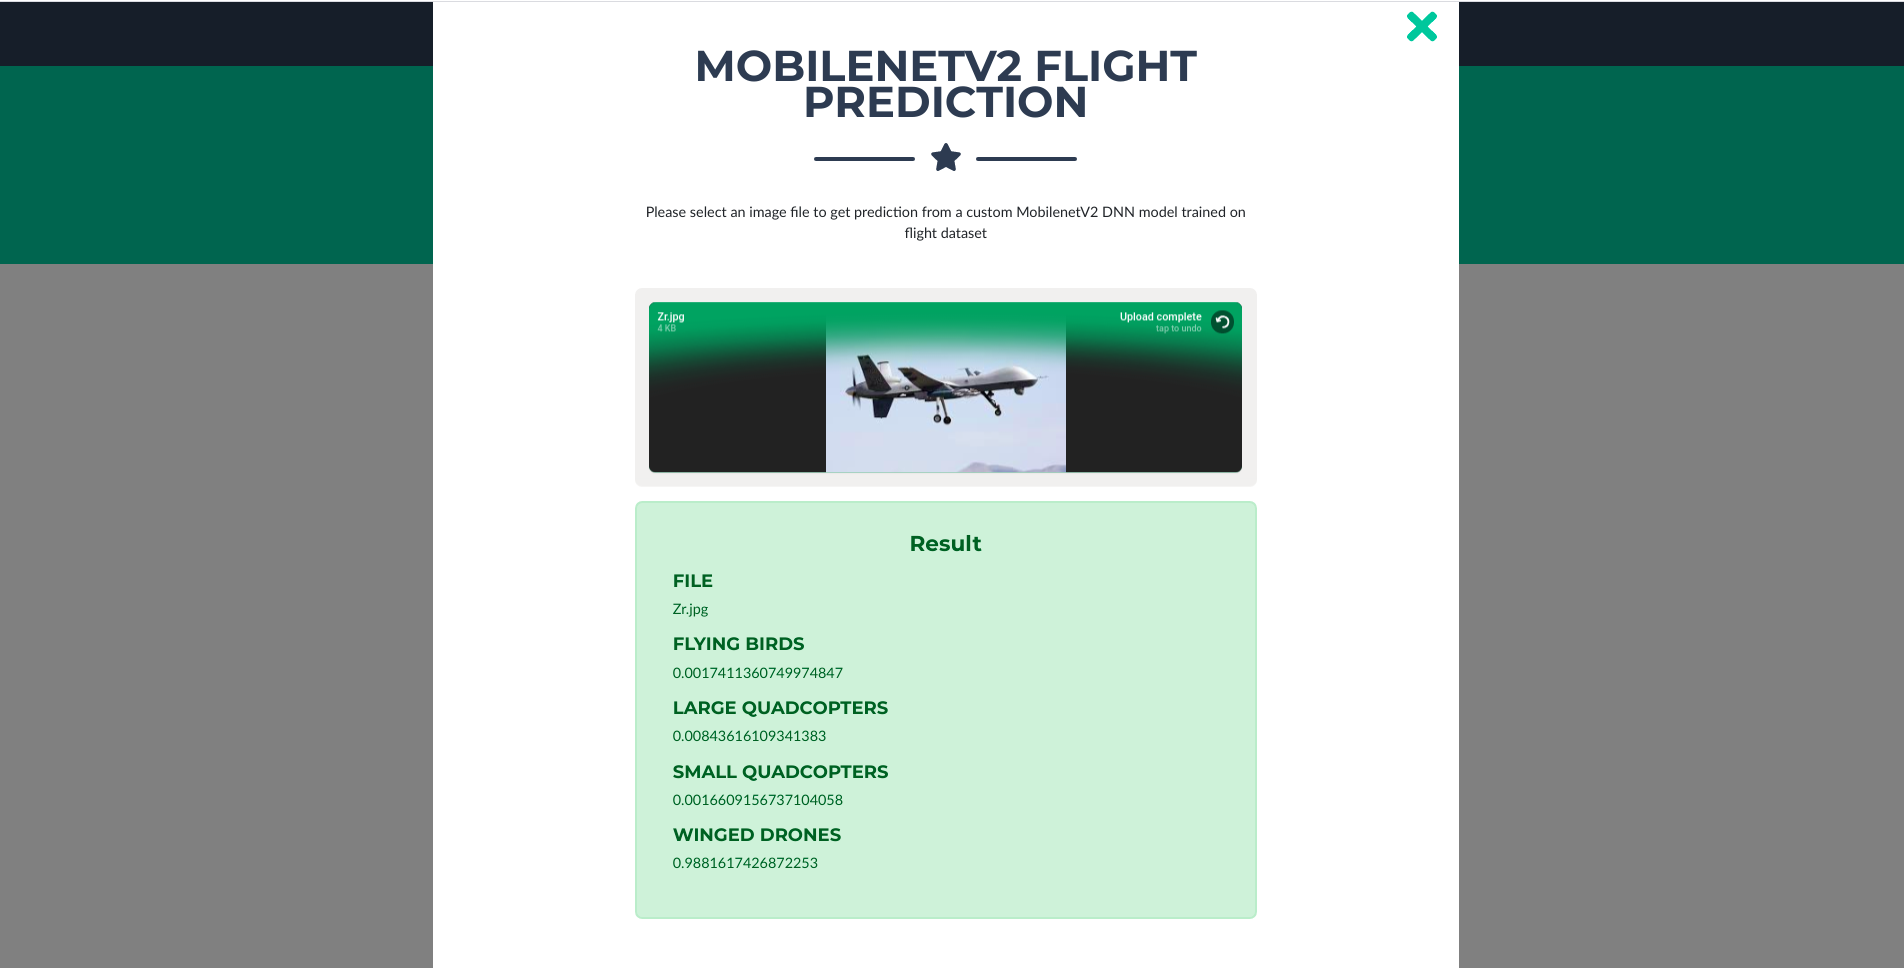 MOBILENETV2 FLIGHT
PREDICTION
Please select an image file to get prediction from a custom MobilenetV2 DNN model trained on
flight dataset
Zr.jpg
4 KB
Upload complete
tap to undo
Result
FILE
Zr.jpg
FLYING BIRDS
0.0017411360749974847
LARGE QUADCOPTERS
0.00843616109341383
SMALL QUADCOPTERS
0.0016609156737104058
WINGED DRONES
0.9881617426872253